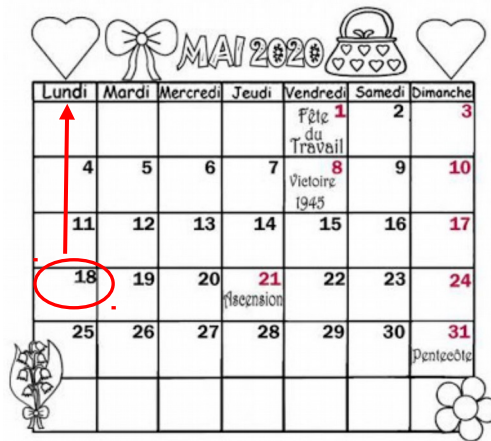 MAI 2020
Lundi Mardi Mercredi Jeudi Vendredi Samedi Dimanche
1 2 3
Fête
du
Travail
4 5 6 7 8 9 10
Victoire
1945
11 12 13 14 15 16 17
18 19 20 21 22 23 24
Ascension
25 26 27 28 29 30 31
Pentecôte